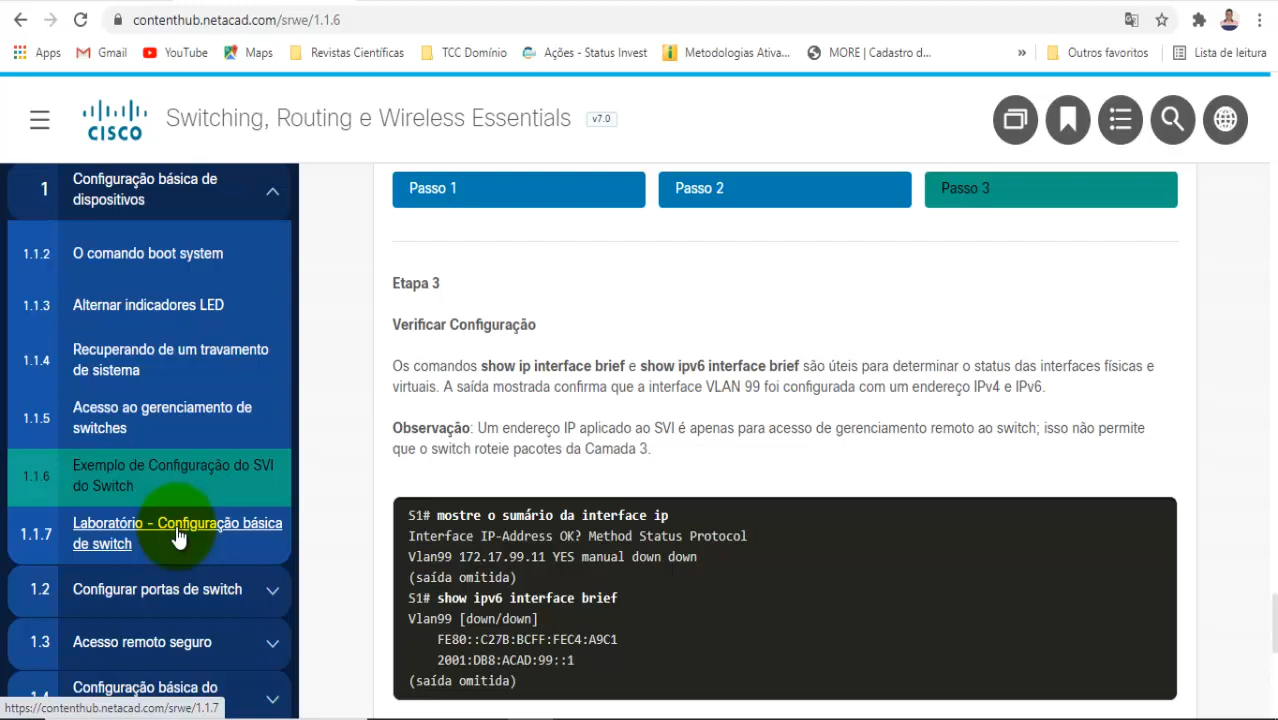 contenthub.netacad.com/srwe/1.1.6
Apps
Gmail
YouTube
Maps
Revistas Científicas
TCC Domínio
Ações - Status Invest
Metodologias Ativa...
MORE | Cadastro d...
»
Outros favoritos
Lista de leitura
CISCO
Switching, Routing e Wireless Essentials
v7.0
1 Configuração básica de
dispositivos
1.1.2 O comando boot system
1.1.3 Alternar indicadores LED
1.1.4 Recuperando de um travamento
de sistema
1.1.5 Acesso ao gerenciamento de
switches
1.1.6 Exemplo de Configuração do SVI
do Switch
1.1.7 Laboratório - Configuração básica
de switch
1.2 Configurar portas de switch
1.3 Acesso remoto seguro
1.4 Configuração básica do
https://contenthub.netacad.com/srwe/1.1.7
Passo 1
Passo 2
Passo 3
Etapa 3
Verificar Configuração
Os comandos show ip interface brief e show ipv6 interface brief são úteis para determinar o status das interfaces físicas e
virtuais. A saída mostrada confirma que a interface VLAN 99 foi configurada com um endereço IPv4 e IPv6.
Observação: Um endereço IP aplicado ao SVI é apenas para acesso de gerenciamento remoto ao switch; isso não permite
que o switch roteie pacotes da Camada 3.
S1# mostre o sumário da interface ip
Interface IP-Address OK? Method Status Protocol
Vlan99 172.17.99.11 YES manual down down
(saída omitida)
S1# show ipv6 interface brief
Vlan99 [down/down]
FE80::C27B:BCFF:FEC4:A9C1
2001:DB8:ACAD:99::1
(saída omitida)